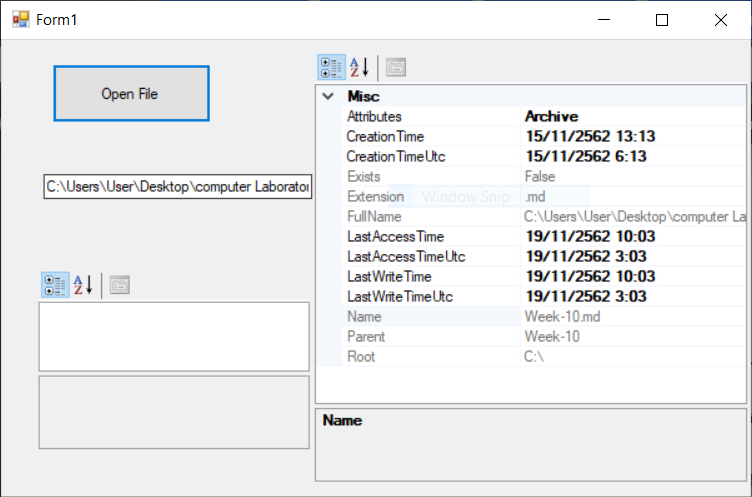 Form1
Open File
C:\Users\User\Desktop\computer Laborator
Misc
Attributes Archive
CreationTime 15/11/2562 13:13
CreationTimeUtc 15/11/2562 6:13
Exists False
Extension Window Snip .md
FullName C:\Users\User\Desktop\computer La
LastAccessTime 19/11/2562 10:03
LastAccessTimeUtc 19/11/2562 3:03
LastWriteTime 19/11/2562 10:03
LastWriteTimeUtc 19/11/2562 3:03
Name Week-10.md
Parent Week-10
Root C:\
Name